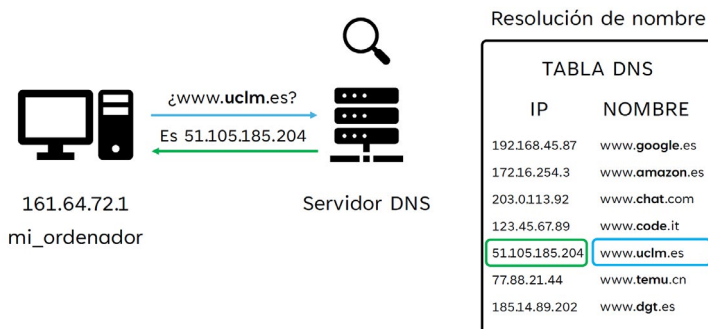 ¿www.uclm.es?
Es 51.105.185.204
161.64.72.1
mi_ordenador
Servidor DNS
Resolución de nombre
TABLA DNS
IP NOMBRE
192.168.45.87 www.google.es
172.16.254.3 www.amazon.es
203.0.113.92 www.chat.com
123.45.67.89 www.code.it
51.105.185.204 www.uclm.es
77.88.21.44 www.temu.cn
185.14.89.202 www.dgt.es